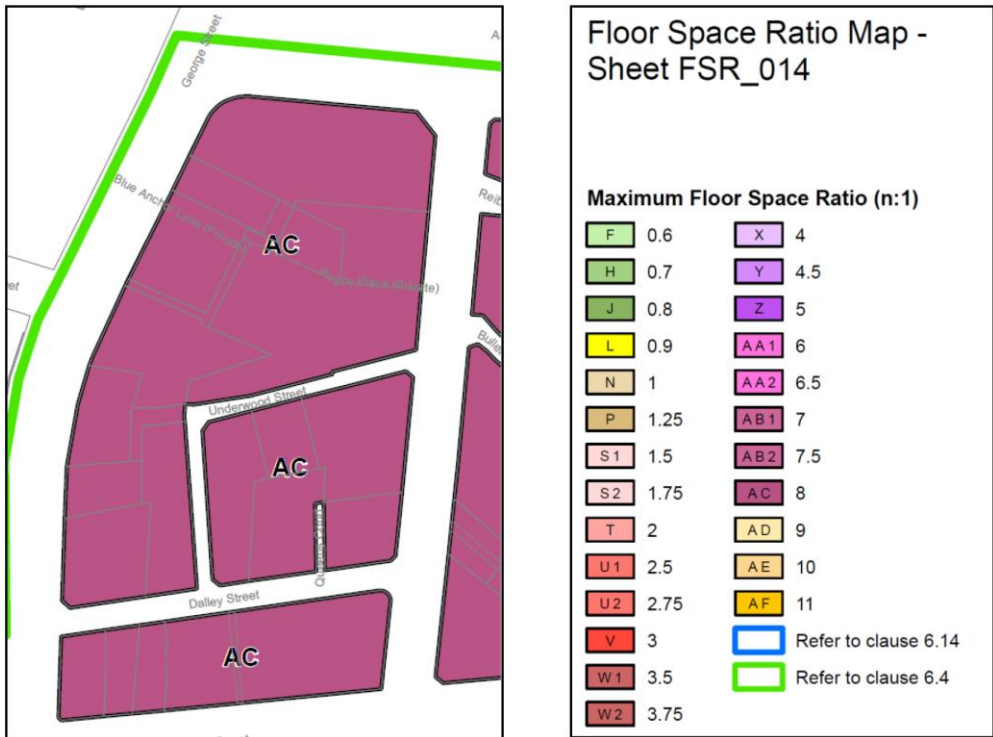 George Street
Blue Anchor Lane (Private)
AC
Rugby Place (Private)
Underwood Street
AC
Dalley Street
AC
Floor Space Ratio Map -
Sheet FSR_014
Maximum Floor Space Ratio (n:1)
F 0.6
H 0.7
J 0.8
L 0.9
N 1
P 1.25
S1 1.5
S2 1.75
T 2
U1 2.5
U2 2.75
V 3
W1 3.5
W2 3.75
X 4
Y 4.5
Z 5
AA1 6
AA2 6.5
AB1 7
AB2 7.5
AC 8
AD 9
AE 10
AF 11
Refer to clause 6.14
Refer to clause 6.4